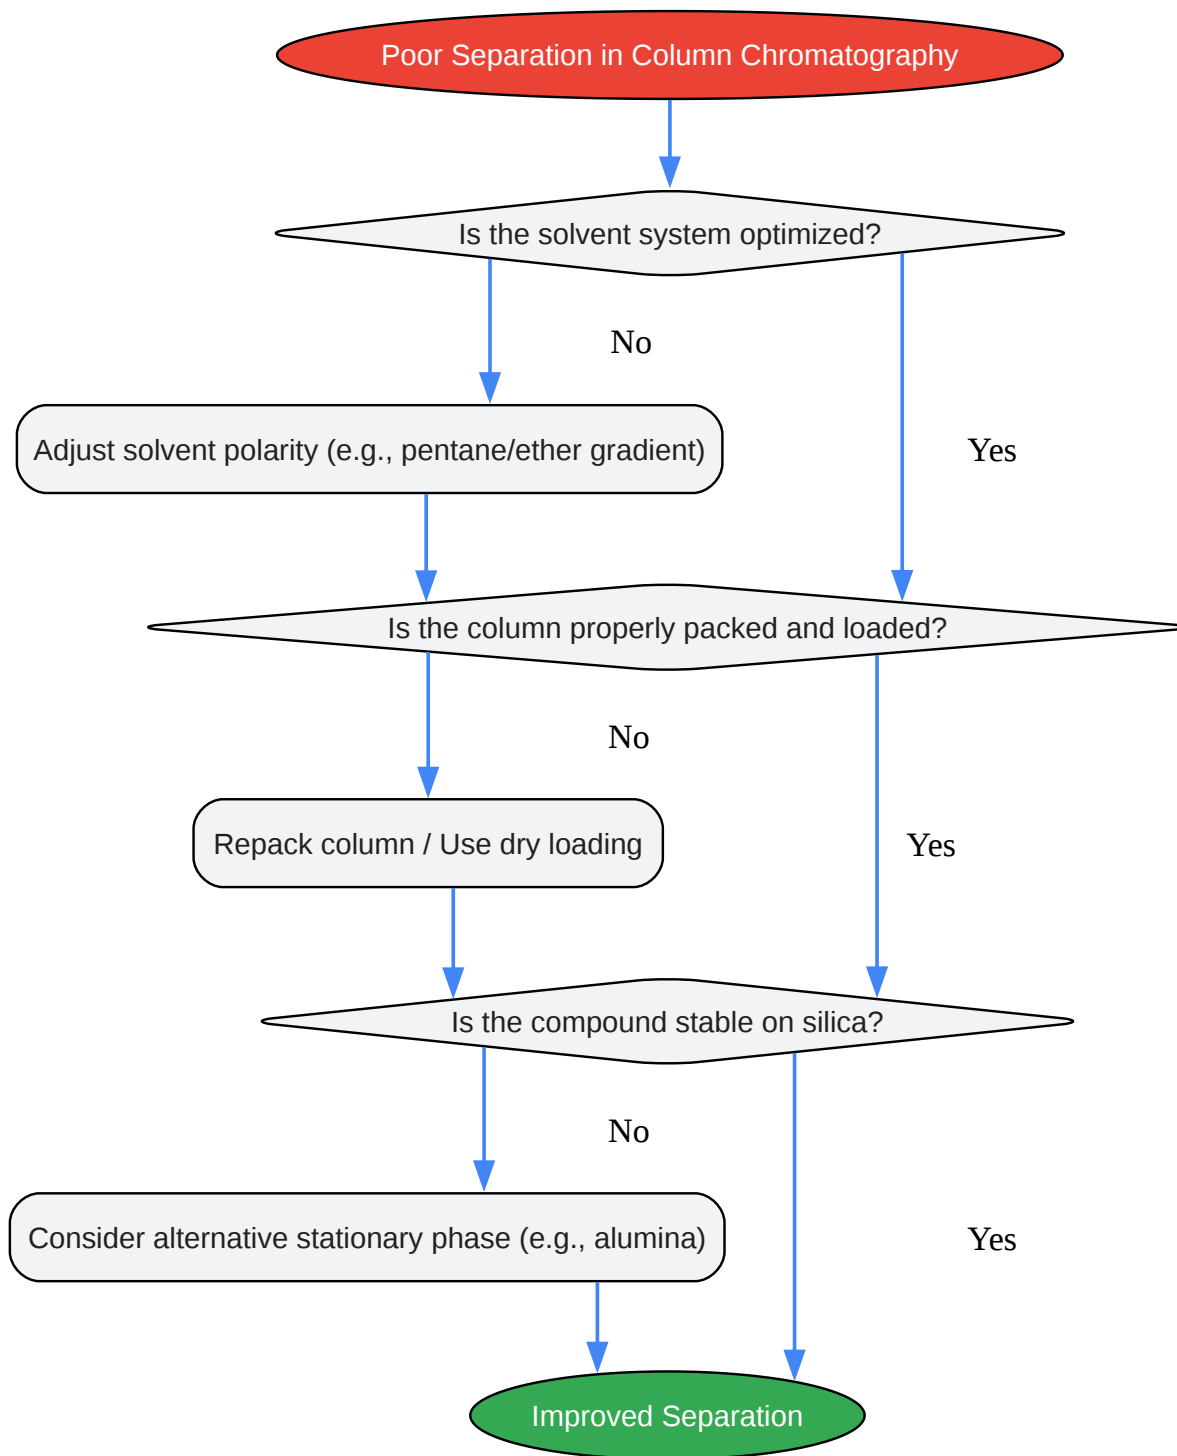 Poor Separation in Column Chromatography
Is the solvent system optimized?
No
Adjust solvent polarity (e.g., pentane/ether gradient)
Yes
Is the column properly packed and loaded?
No
Repack column / Use dry loading
Yes
Is the compound stable on silica?
No
Consider alternative stationary phase (e.g., alumina)
Yes
Improved Separation